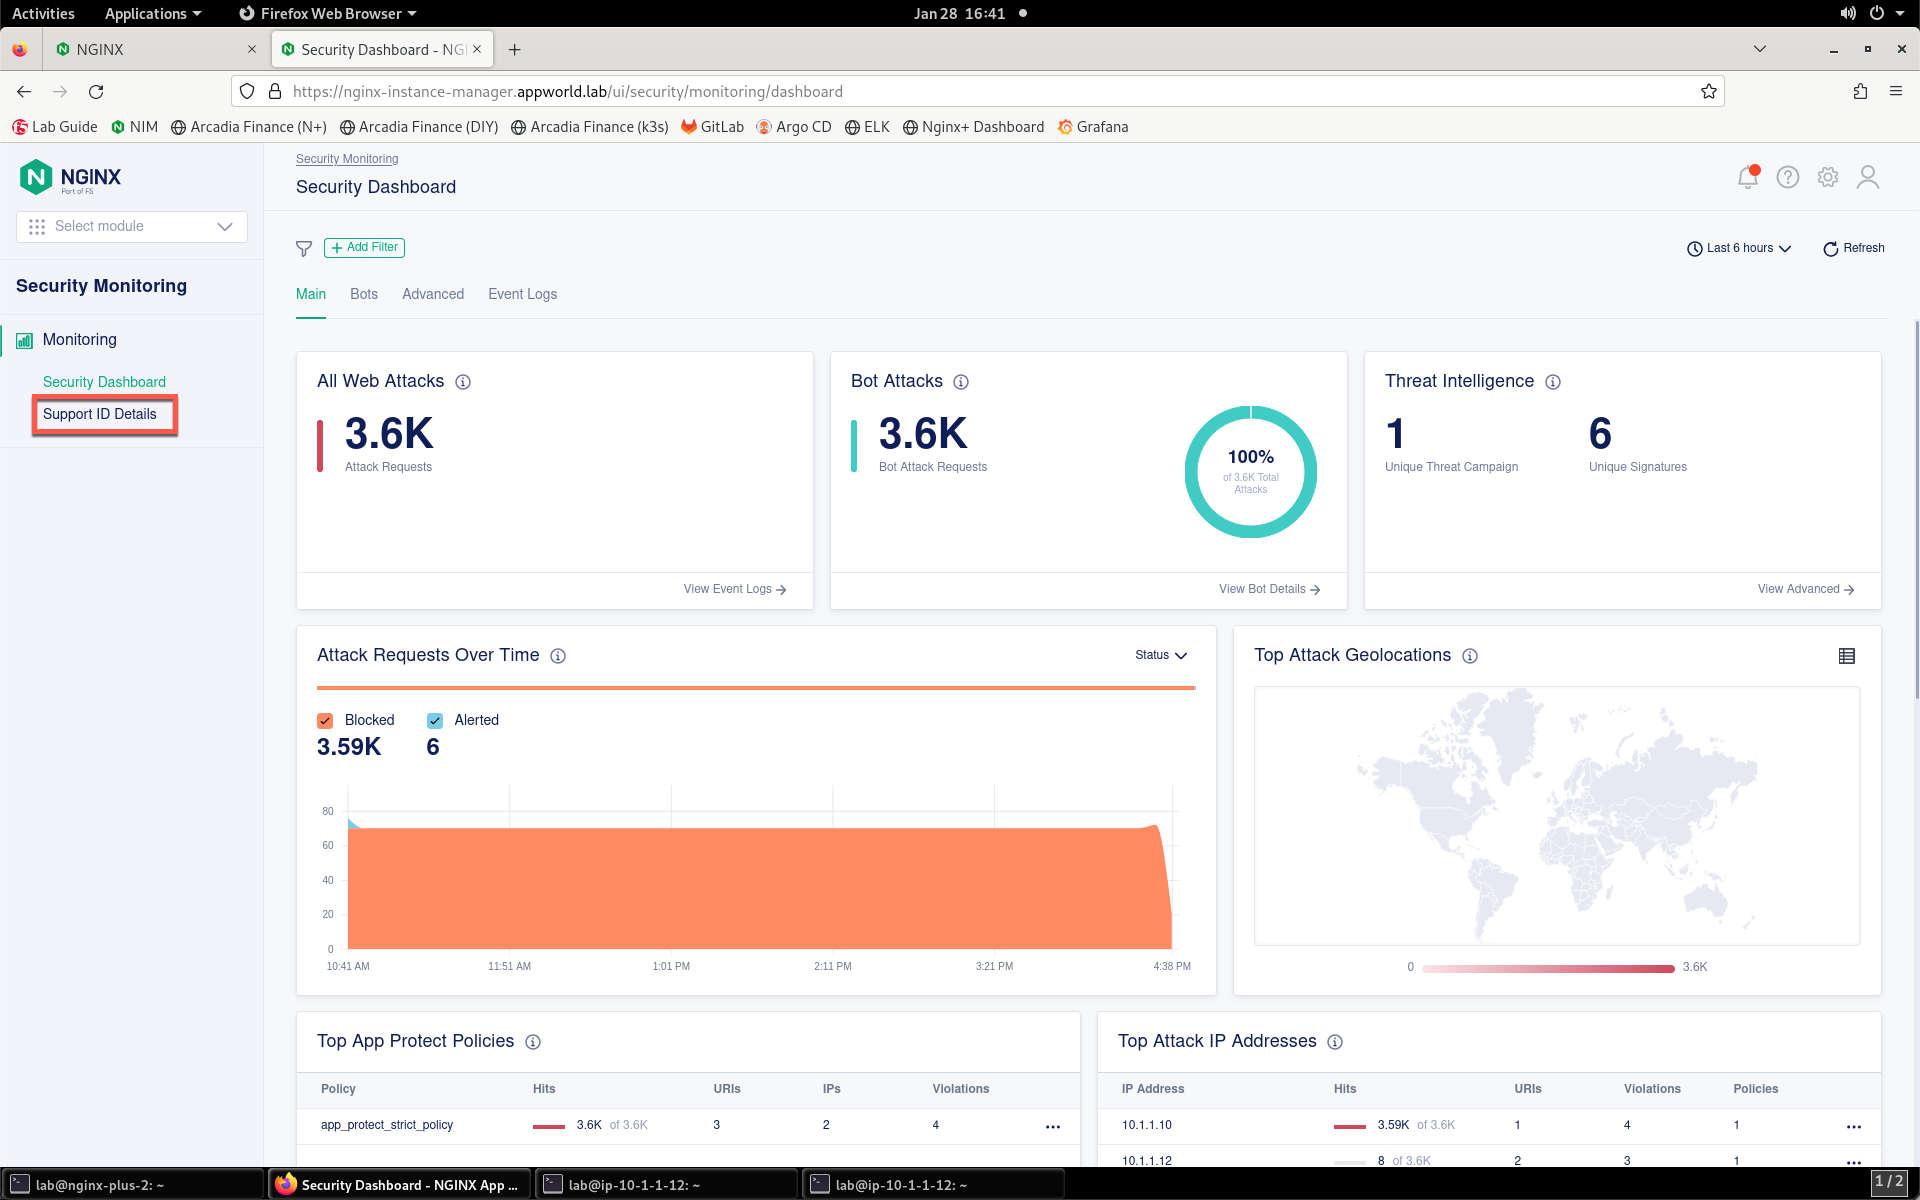 Activities Applications Firefox Web Browser Jan 28 16:41
NGINX
Security Dashboard - NG
https://nginx-instance-manager.appworld.lab/ui/security/monitoring/dashboard
Lab Guide NIM Arcadia Finance (N+) Arcadia Finance (DIY) Arcadia Finance (k3s) GitLab Argo CD ELK Nginx+ Dashboard Grafana
NGINX
Part of F5
Select module
Security Monitoring
Monitoring
Security Dashboard
Support ID Details
Security Monitoring
Security Dashboard
Add Filter
Last 6 hours Refresh
Main Bots Advanced Event Logs
All Web Attacks
3.6K
Attack Requests
View Event Logs
Bot Attacks
3.6K
Bot Attack Requests
100%
of 3.6K Total
Attacks
View Bot Details
Threat Intelligence
1 6
Unique Threat Campaign Unique Signatures
View Advanced
Attack Requests Over Time Status
Blocked Alerted
3.59K 6
80
60
40
20
0
10:41 AM 11:51 AM 1:01 PM 2:11 PM 3:21 PM 4:38 PM
Top Attack Geolocations
0 3.6K
Top App Protect Policies
Policy Hits URIs IPs Violations
app_protect_strict_policy 3.6K of 3.6K 3 2 4
Top Attack IP Addresses
IP Address Hits URIs Violations Policies
10.1.1.10 3.59K of 3.6K 1 4 1
10.1.1.12 8 of 3.6K 2 3 1
lab@nginx-plus-2: ~ Security Dashboard - NGINX App ... lab@ip-10-1-1-12: ~ lab@ip-10-1-1-12: ~ 1 / 2